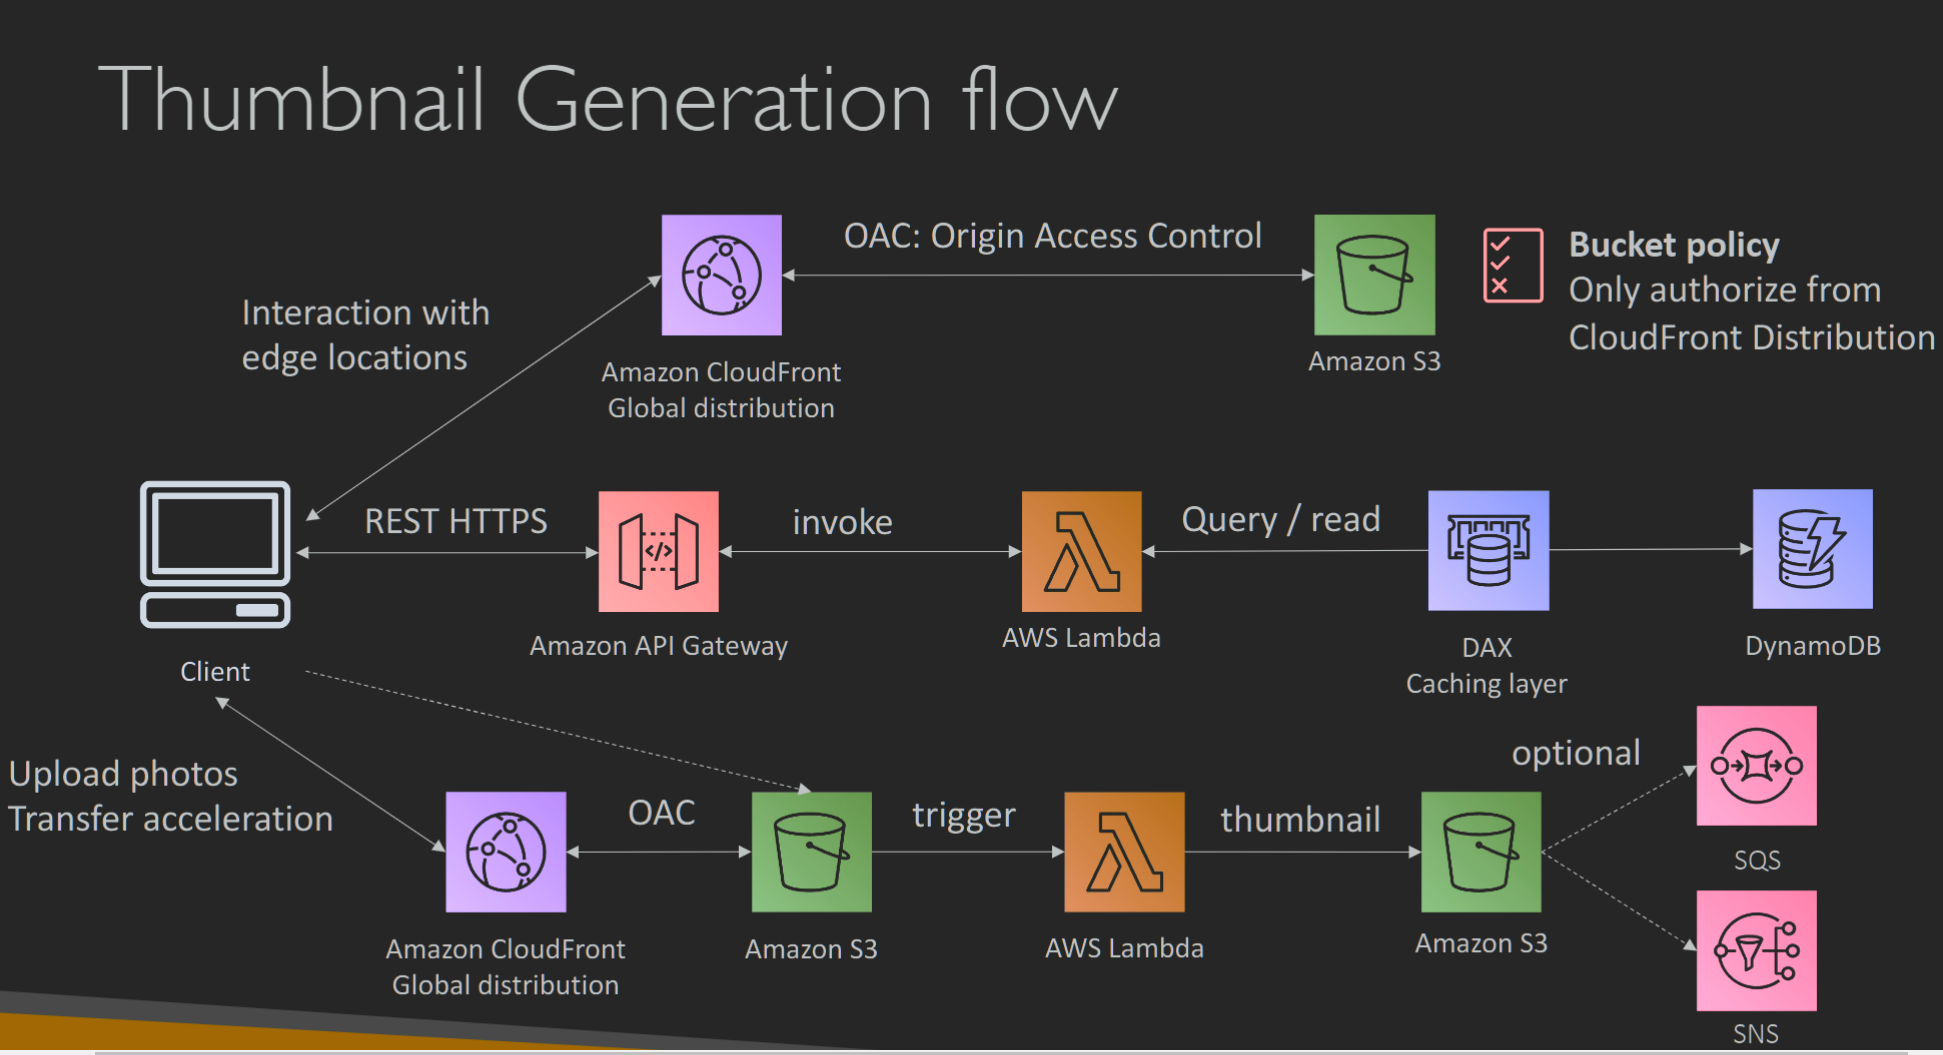 Thumbnail Generation flow
OAC: Origin Access Control
Bucket policy
Only authorize from
CloudFront Distribution
Interaction with
edge locations
Amazon CloudFront
Global distribution
Amazon S3
REST HTTPS
invoke
Query / read
</>
Amazon API Gateway
AWS Lambda
DAX
Caching layer
DynamoDB
Client
Upload photos
Transfer acceleration
OAC
trigger
thumbnail
optional
SQS
Amazon CloudFront
Global distribution
Amazon S3
AWS Lambda
Amazon S3
SNS